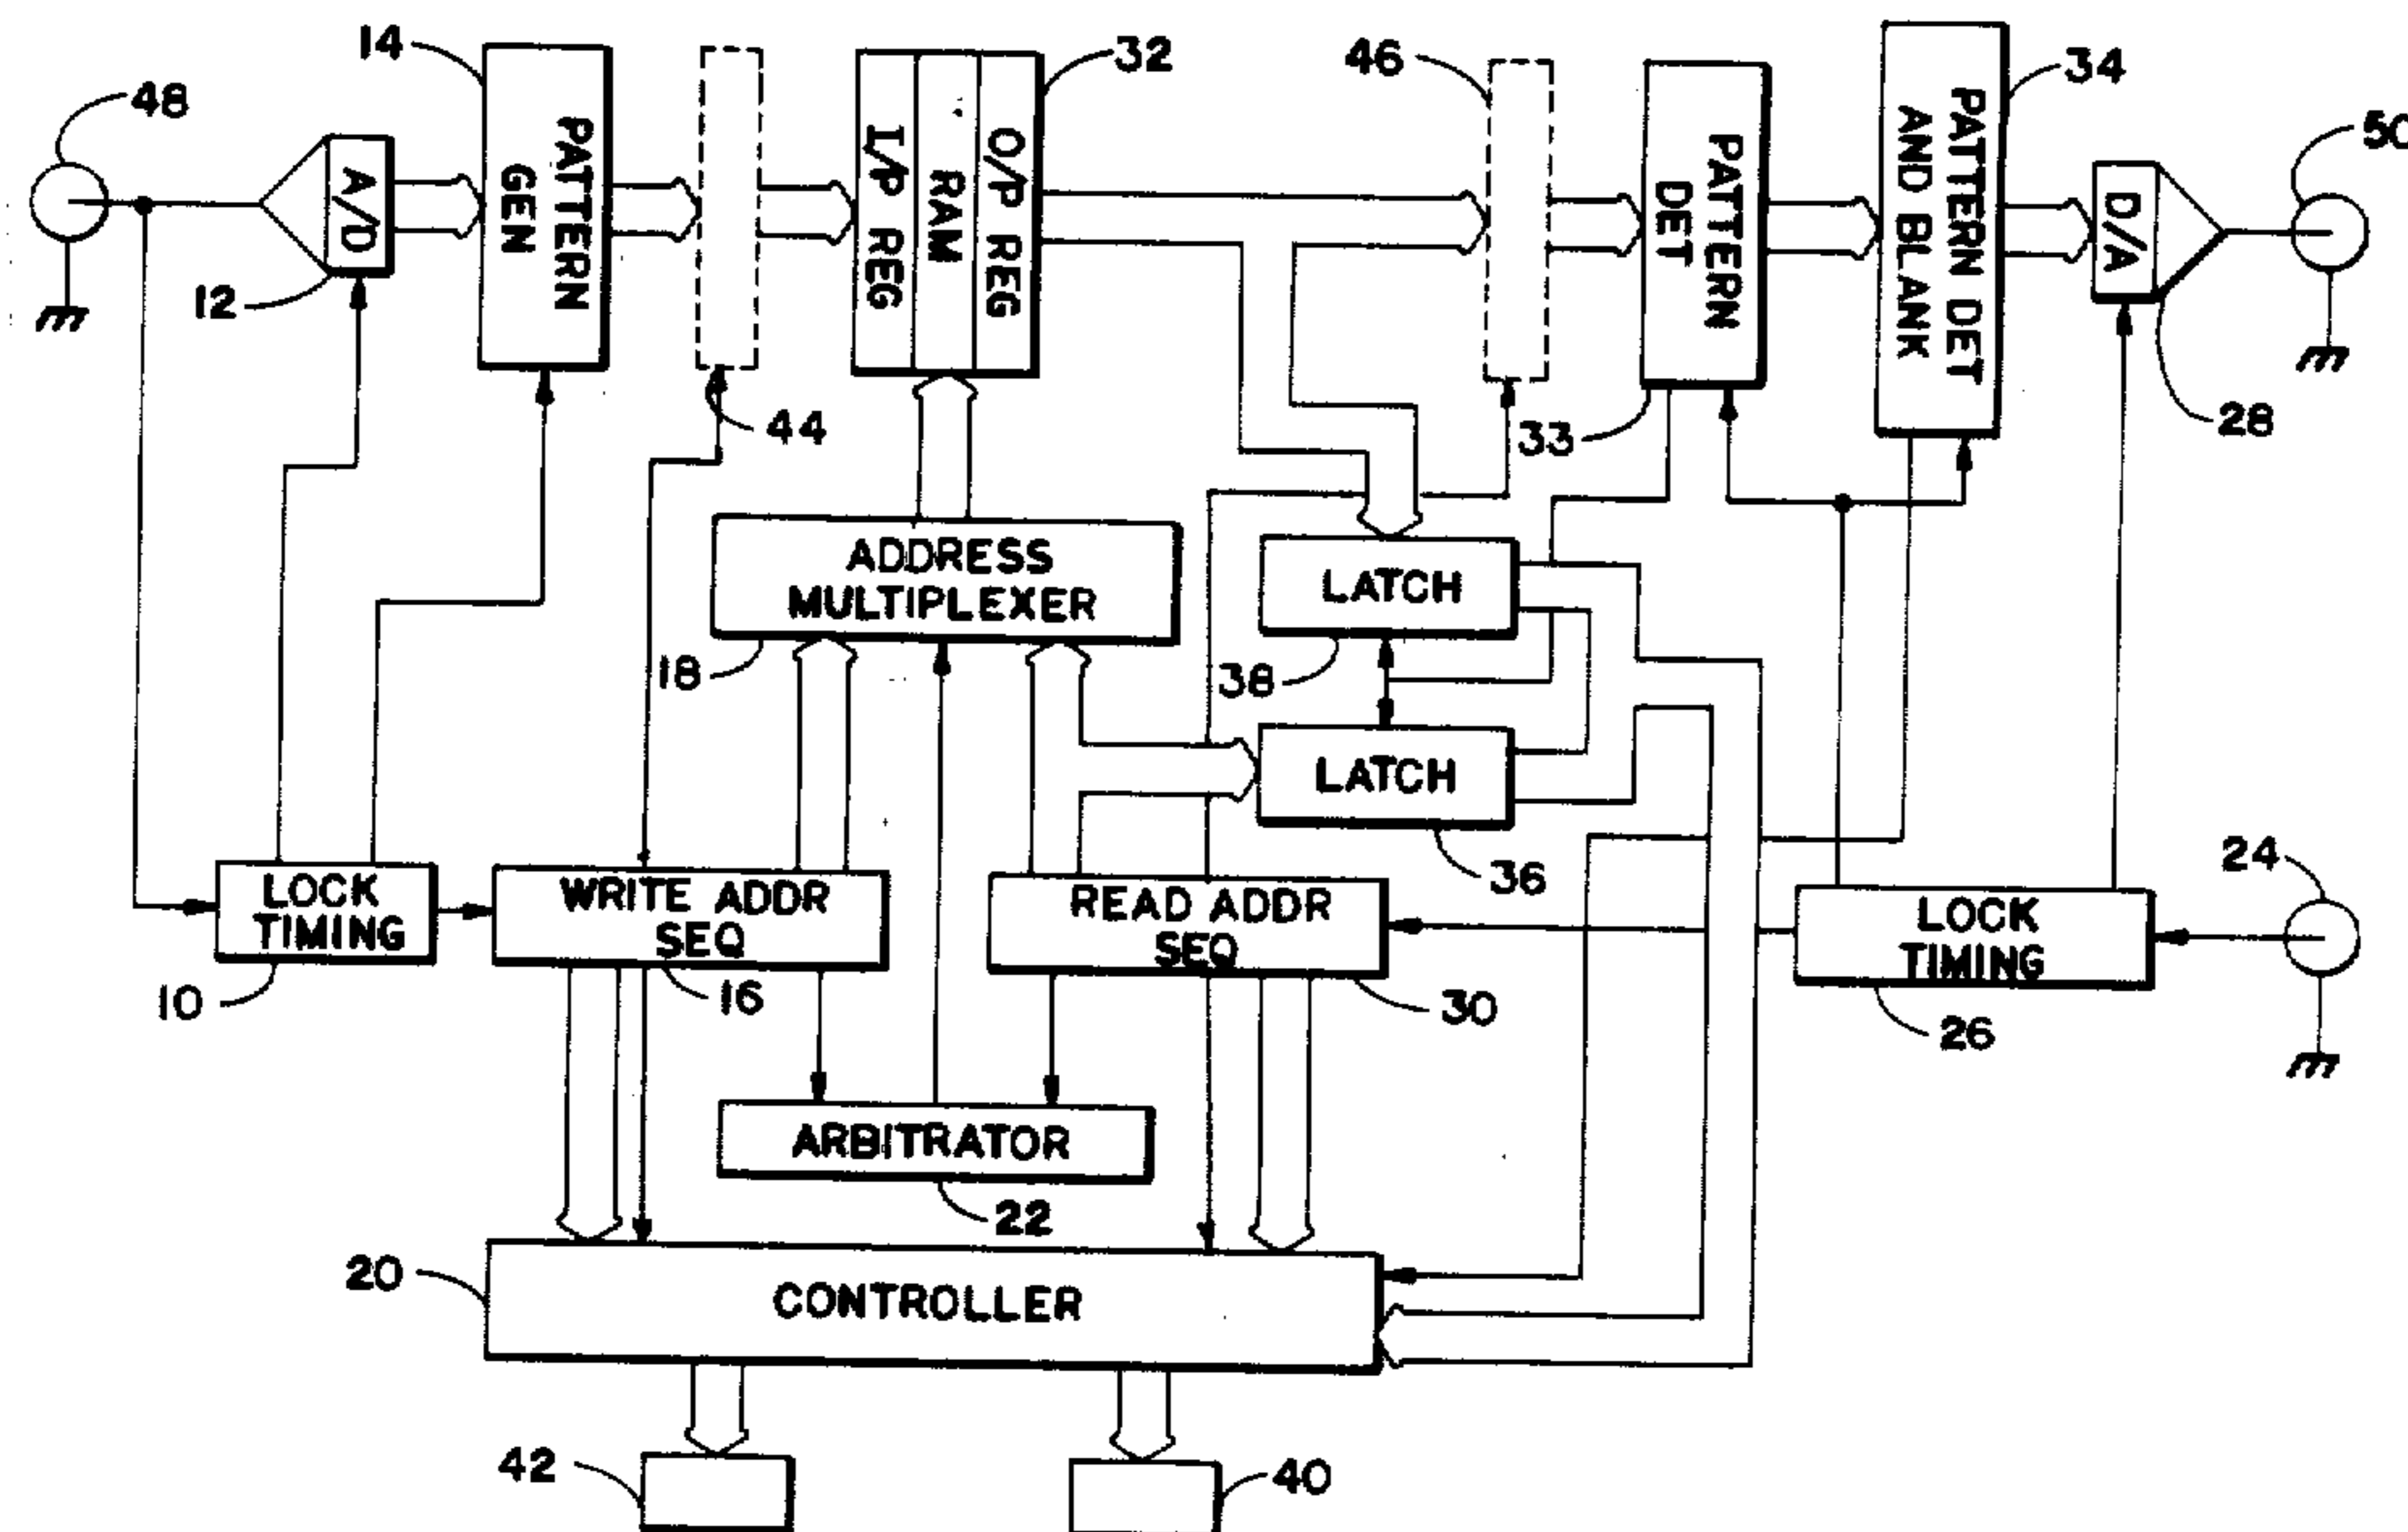 14
32
46
34
48
50
A/D
PATTERN
GEN
I/P REG
RAM
O/P REG
PATTERN
DET
PATTERN DET
AND BLANK
D/A
12
44
33
28
ADDRESS
MULTIPLEXER
LATCH
18
38
LATCH
36
24
LOCK
TIMING
WRITE ADDR
SEQ
READ ADDR
SEQ
LOCK
TIMING
10
16
30
26
ARBITRATOR
22
20
CONTROLLER
42
40